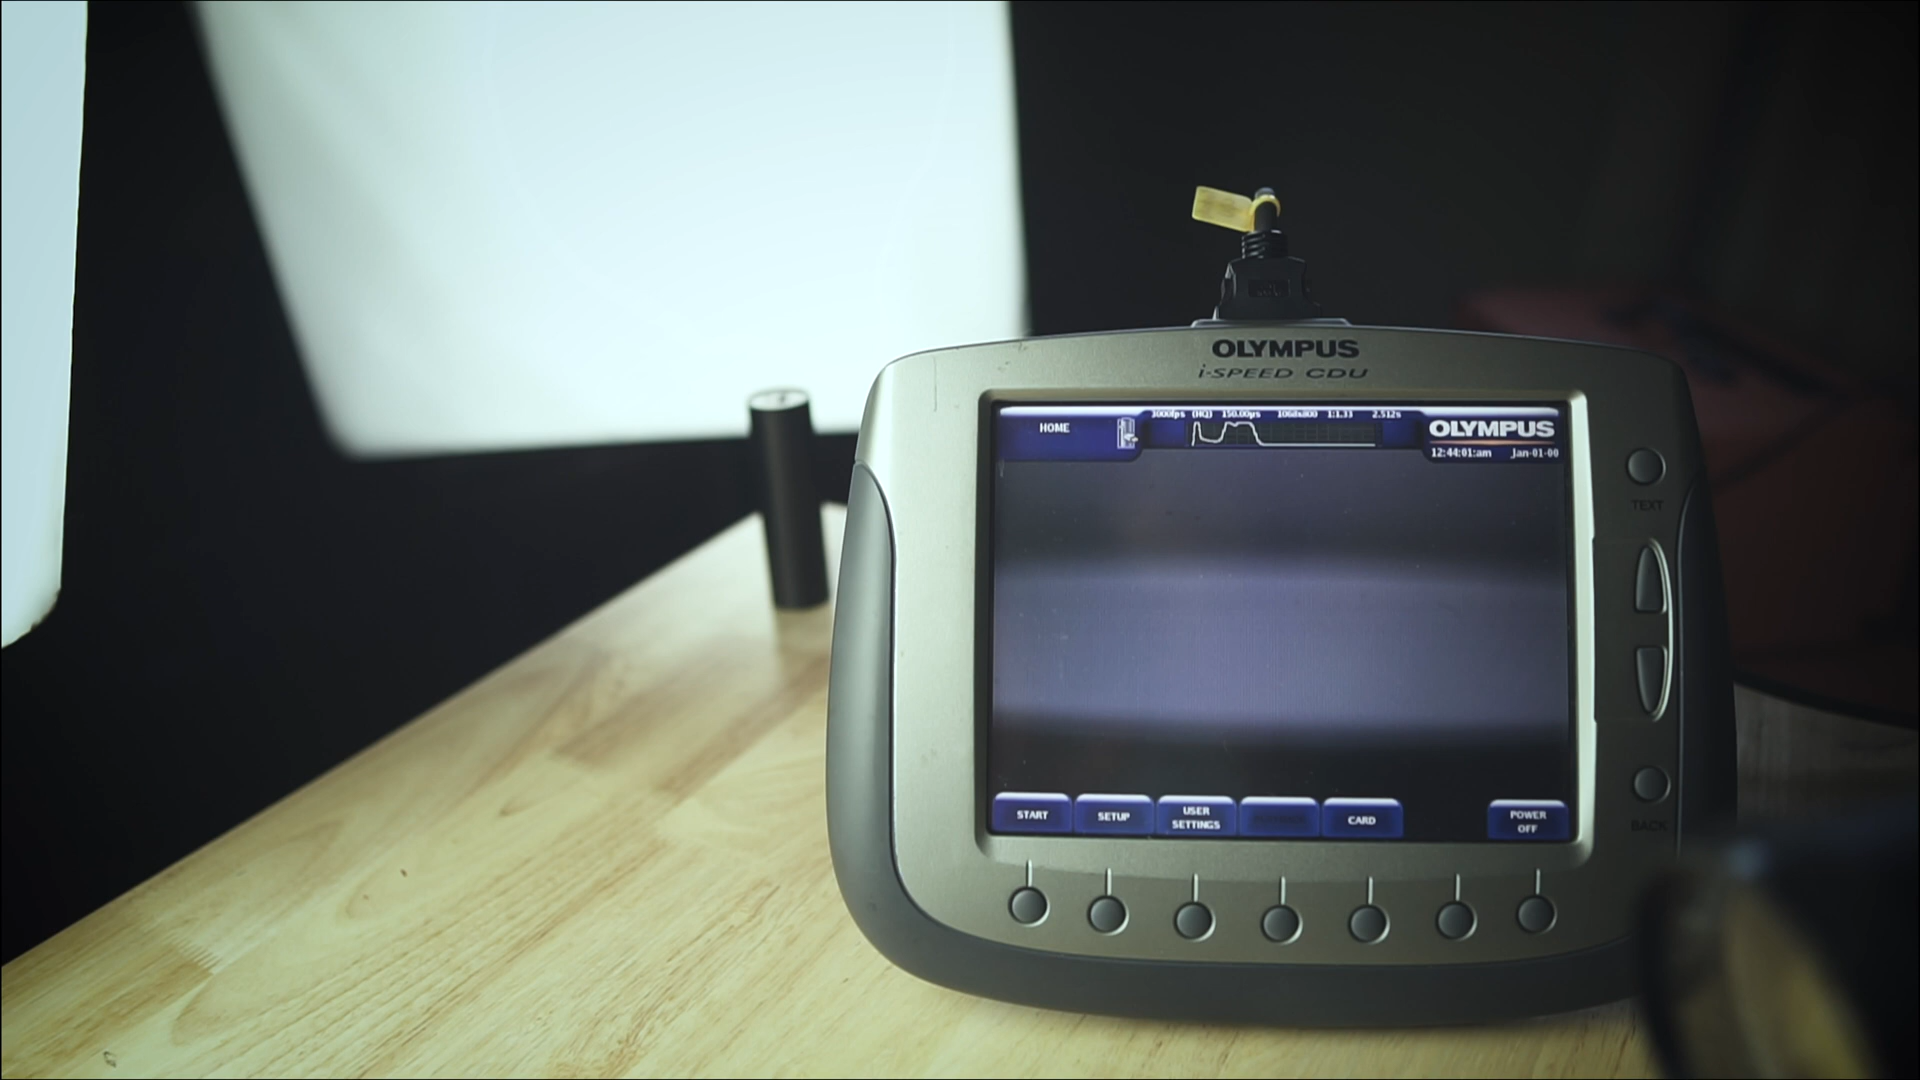 OLYMPUS
i-SPEED CDU
HOME
3000fps (HQ) 150.00µs 1068x800 1:1.33 2.512s
OLYMPUS
12:44:01:am Jan-01-00
TEXT
BACK
START
SETUP
USER
SETTINGS
CARD
POWER
OFF